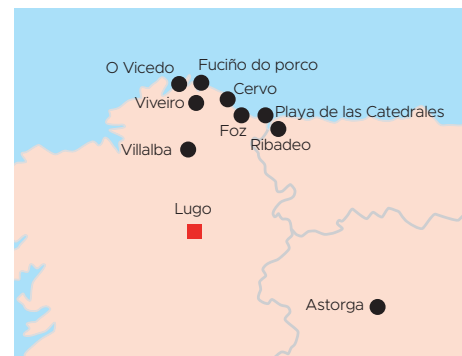 Fuciño do porco
O Vicedo
Cervo
Viveiro
Playa de las Catedrales
Foz
Ribadeo
Villalba
Lugo
Astorga